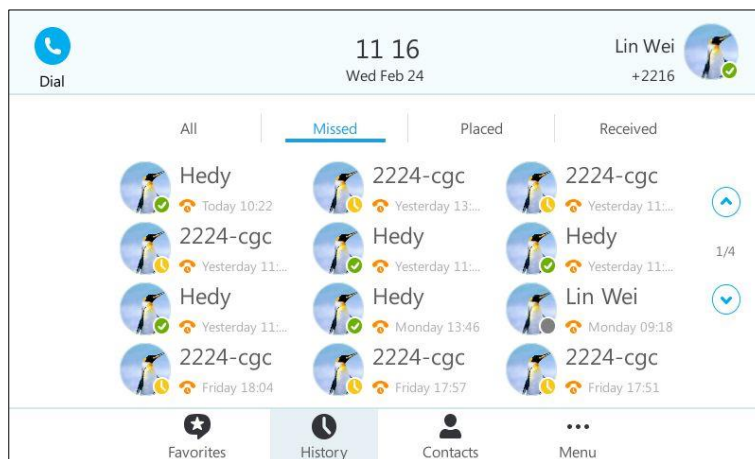 11 16
Lin Wei
Dial
Wed Feb 24
+2216
All Missed Placed Received
Hedy 2224-cgc 2224-cgc
Today 10:22 Yesterday 13:... Yesterday 11:...
2224-cgc Hedy Hedy
Yesterday 11:... Yesterday 11:... Yesterday 11:...
1/4
Hedy Hedy Lin Wei
Yesterday 11:... Monday 13:46 Monday 09:18
2224-cgc 2224-cgc 2224-cgc
Friday 18:04 Friday 17:57 Friday 17:51
Favorites History Contacts Menu